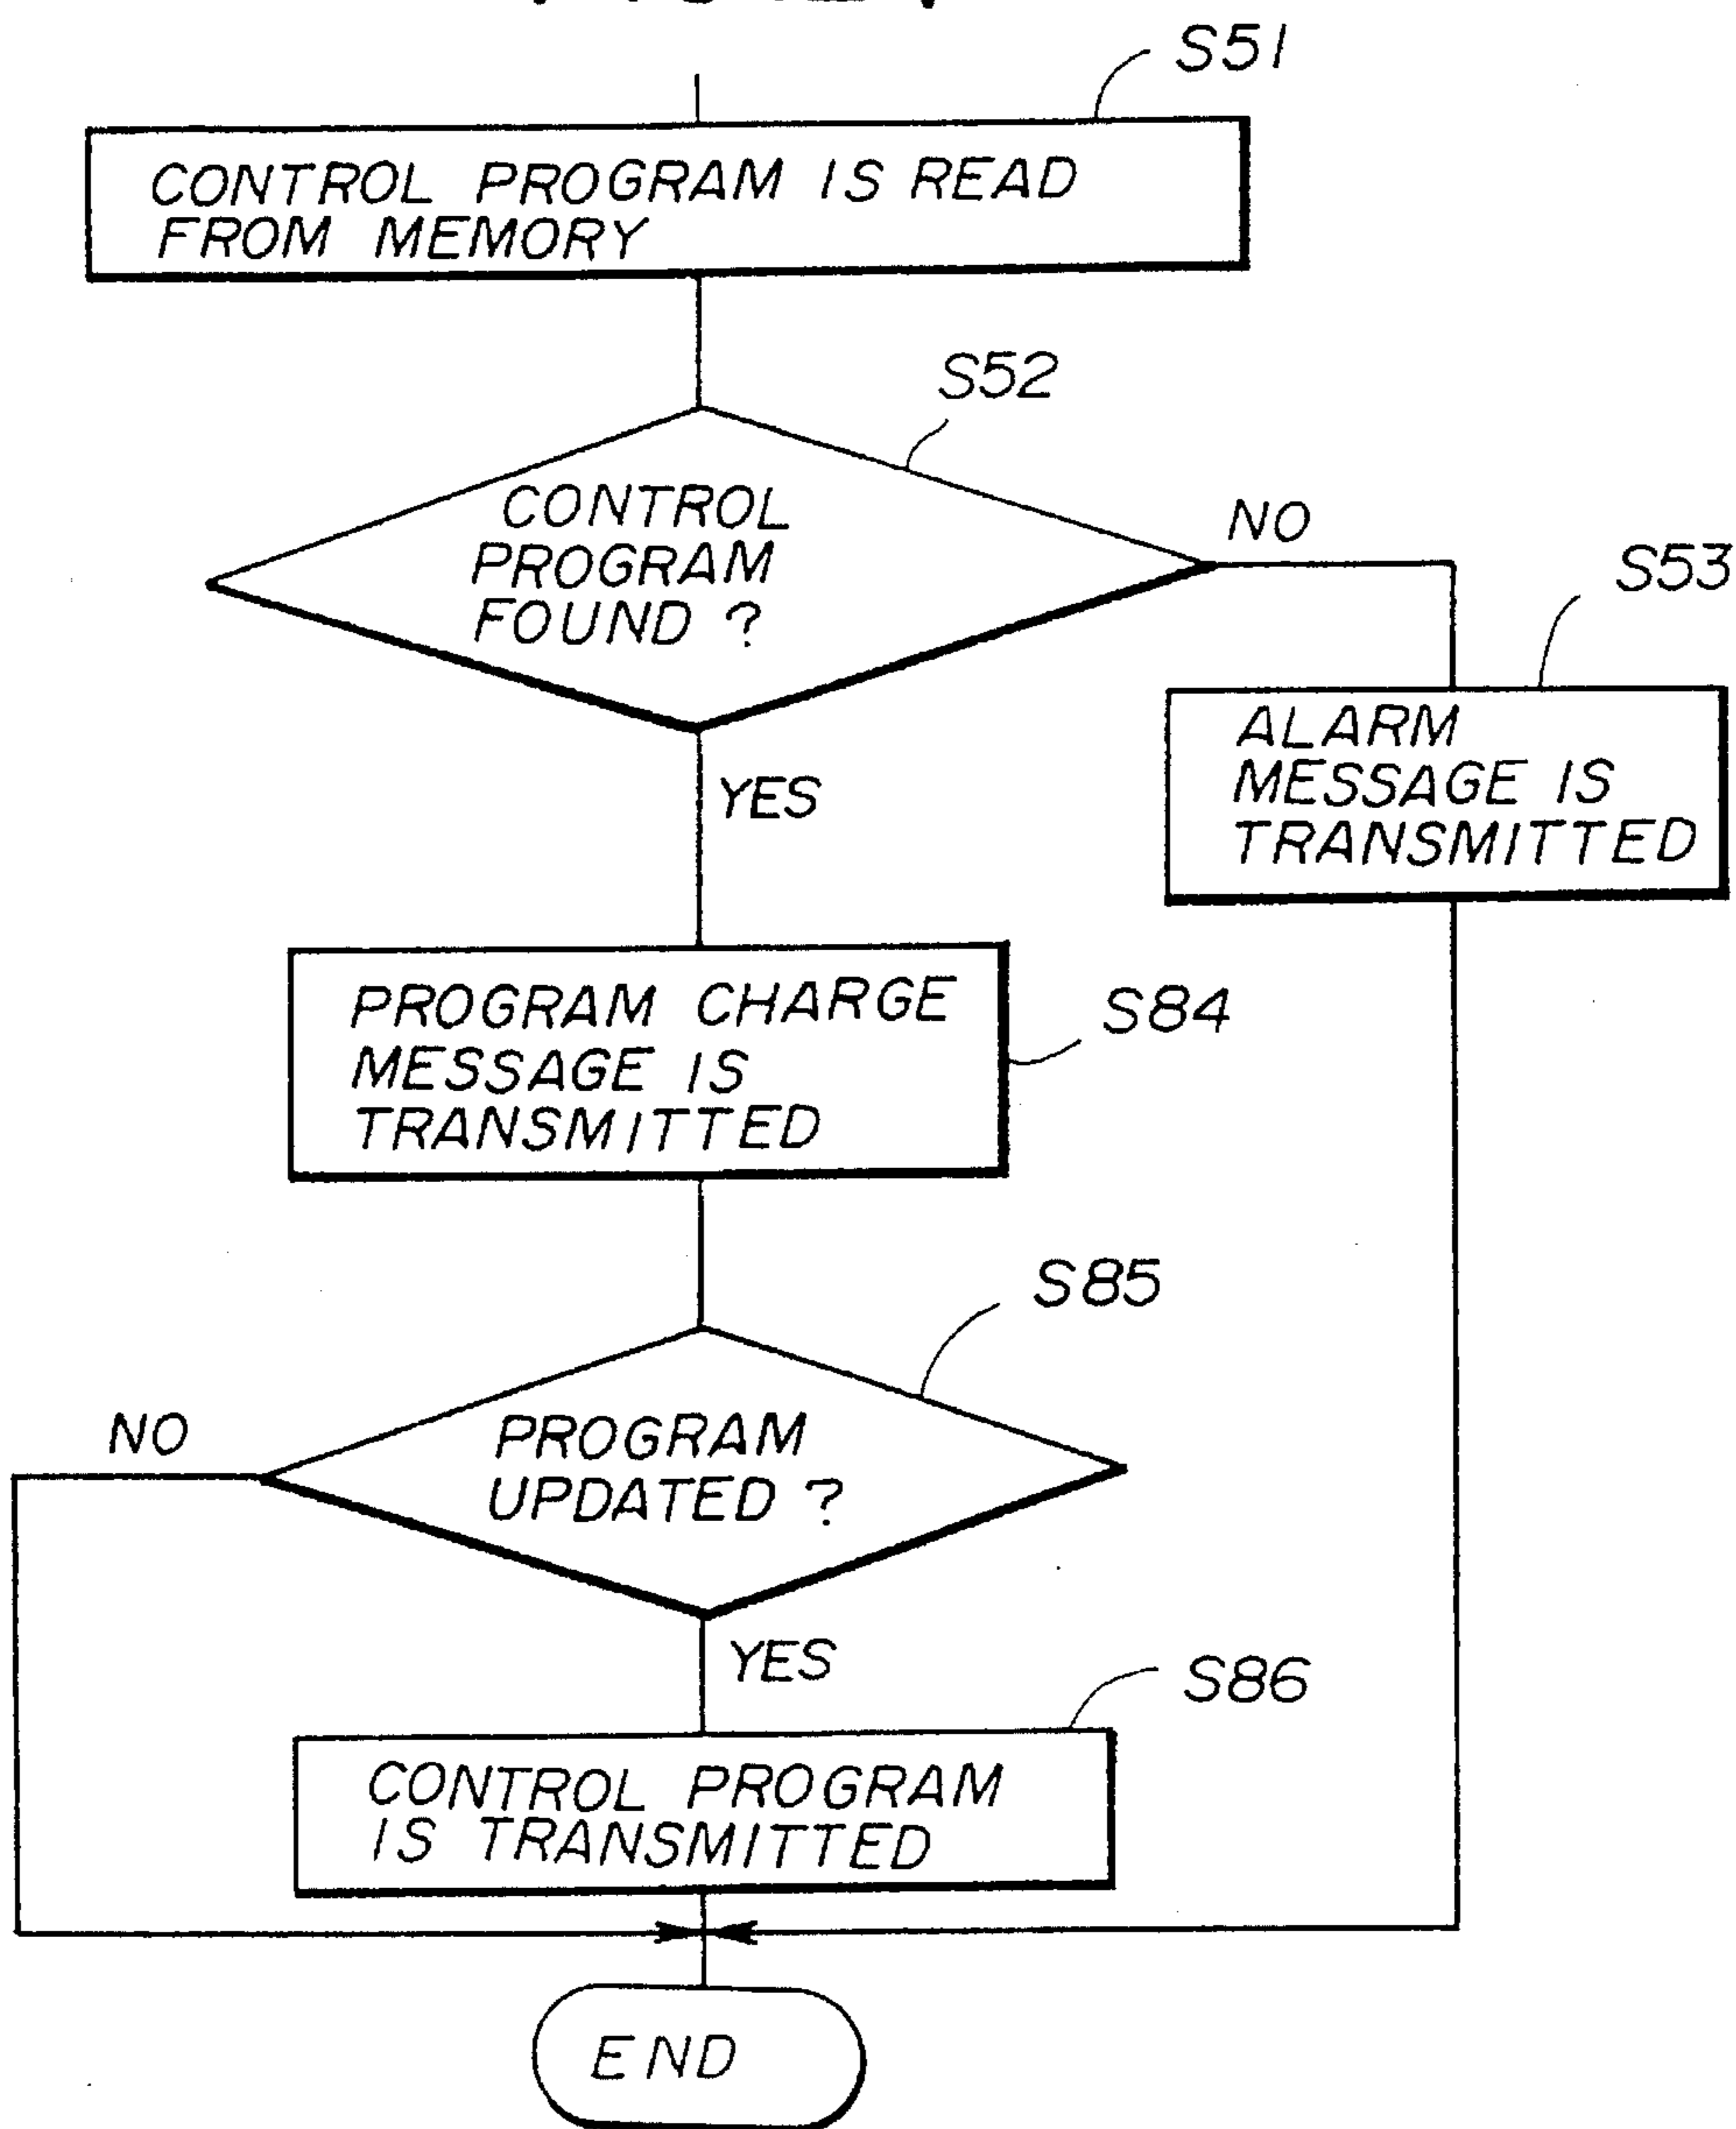 S51
CONTROL PROGRAM IS READ
FROM MEMORY
S52
CONTROL
PROGRAM
FOUND ?
NO
S53
ALARM
MESSAGE IS
TRANSMITTED
YES
PROGRAM CHARGE
MESSAGE IS
TRANSMITTED
S84
S85
NO
PROGRAM
UPDATED ?
YES
S86
CONTROL PROGRAM
IS TRANSMITTED
END